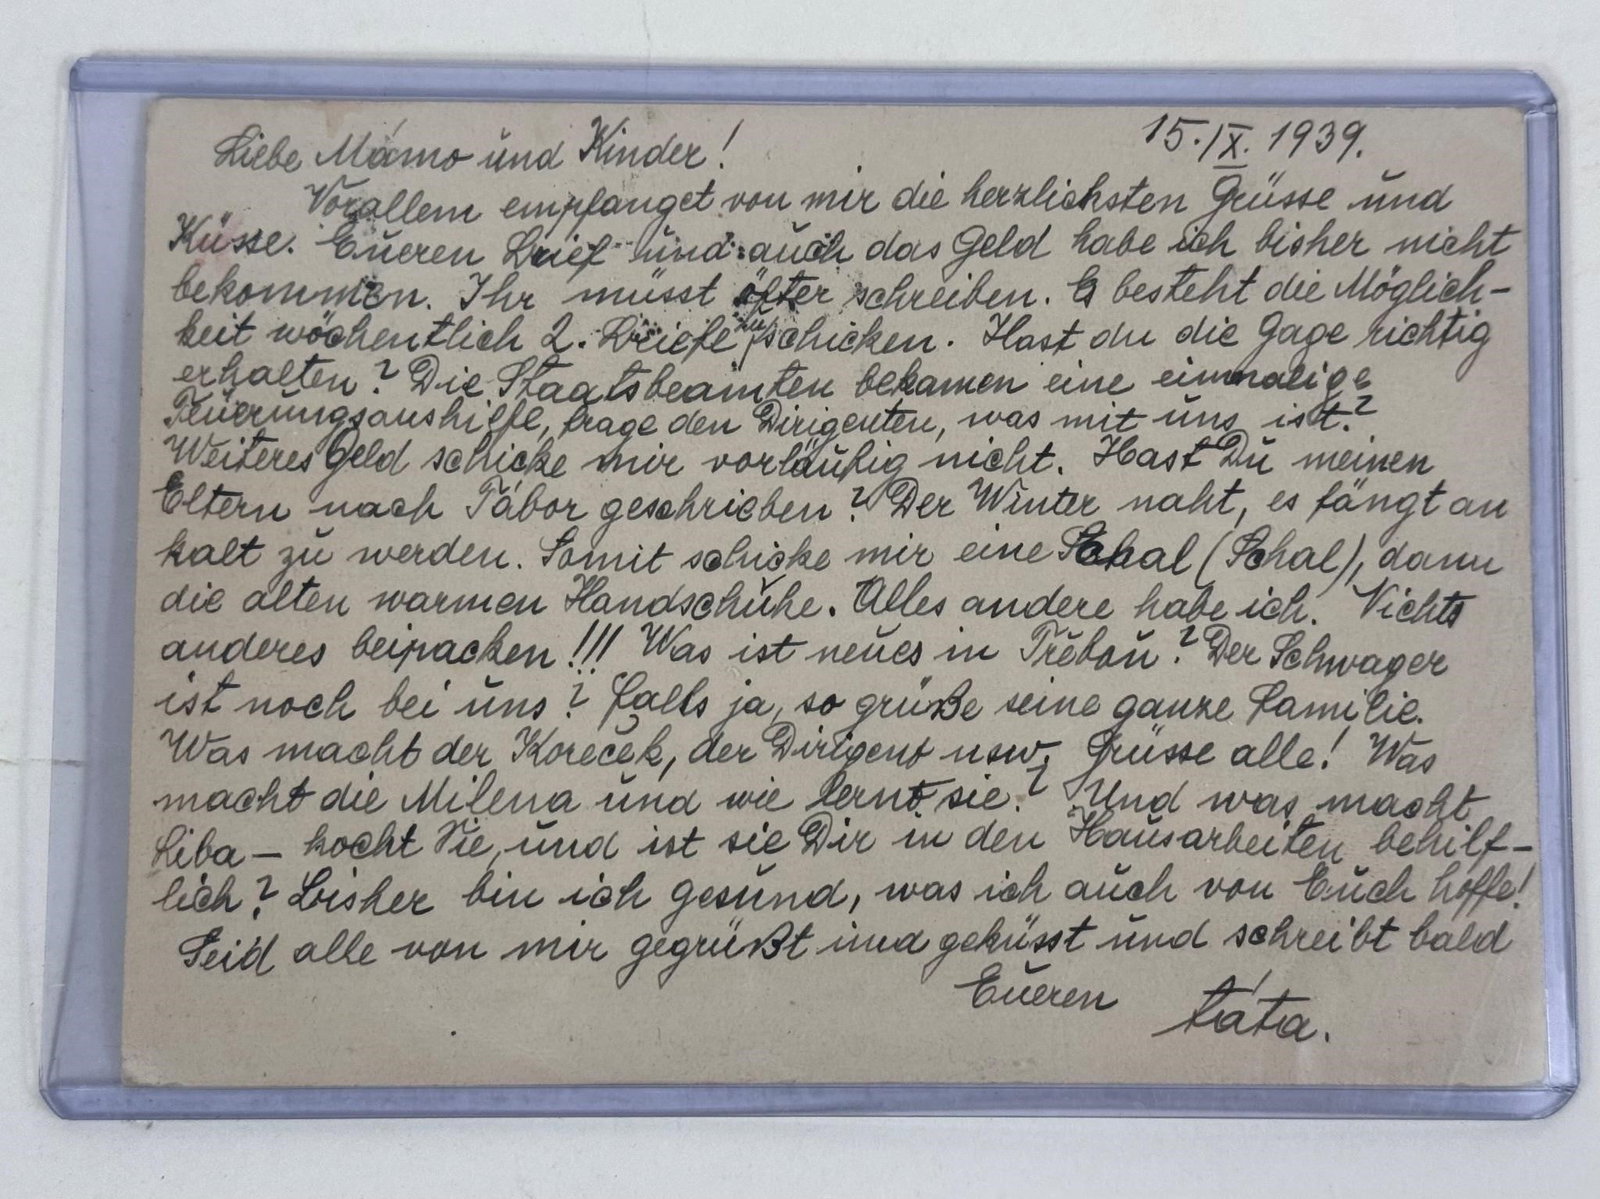 15.IX. 1939.
Liebe Mámo und Kinder!
Vorallem empfanget von mir die herzlichsten Grüsse und
Küsse. Eueren Brief und auch das Geld habe ich bisher nicht
bekommen. Ihr müsst öfter schreiben. Es besteht die Möglich-
keit wöchentlich 2. Briefe zu schicken. Hast du die Gage richtig
erhalten? Die Staatsbeamten bekamen eine einmalige
Teuerungsaushilfe, frage den Dirigenten, was mit uns ist?
Weiteres Geld schicke mir vorläufig nicht. Hast Du meinen
Eltern nach Tábor geschrieben? Der Winter naht, es fängt an
kalt zu werden. Somit schicke mir eine Schal (Schal), dann
die alten warmen Handschuhe. Alles andere habe ich. Nichts
anderes beipacken!!! Was ist neues in Třeboň? Der Schwager
ist noch bei uns? Falls ja, so grüße seine ganze Familie.
Was macht der Koreček, der Dirigent usw. Grüsse alle! Was
macht die Milena und wie lernt sie? Und was macht
Liba – kocht Sie, und ist sie Dir in den Hausarbeiten behilf-
lich? Bisher bin ich gesund, was ich auch von Euch hoffe!
Seid alle von mir gegrüßt und geküsst und schreibt bald
Eueren
táta.